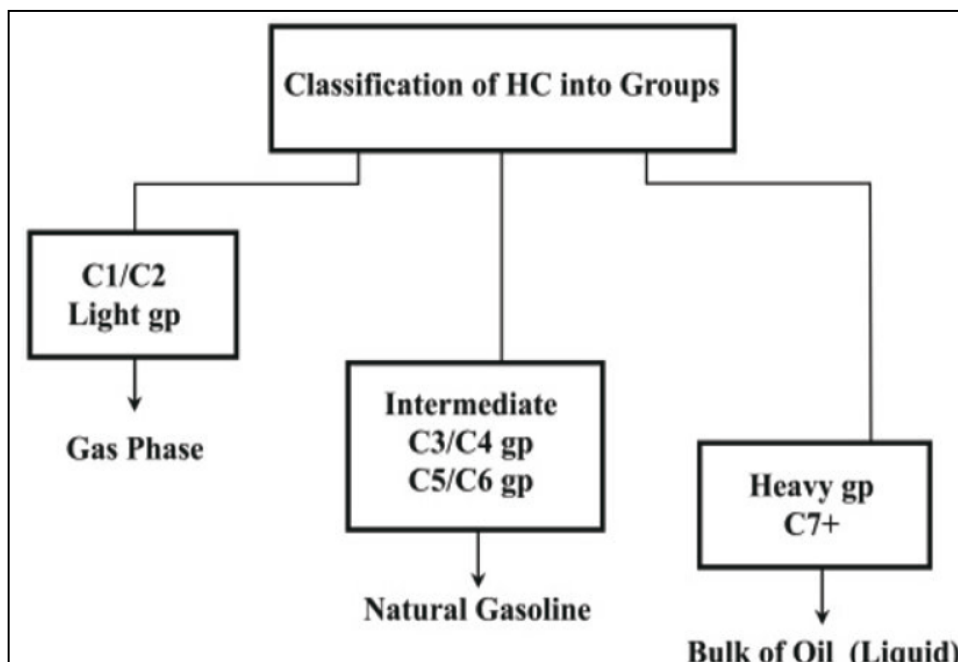 Classification of HC into Groups
C1/C2
Light gp
Gas Phase
Intermediate
C3/C4 gp
C5/C6 gp
Natural Gasoline
Heavy gp
C7+
Bulk of Oil (Liquid)